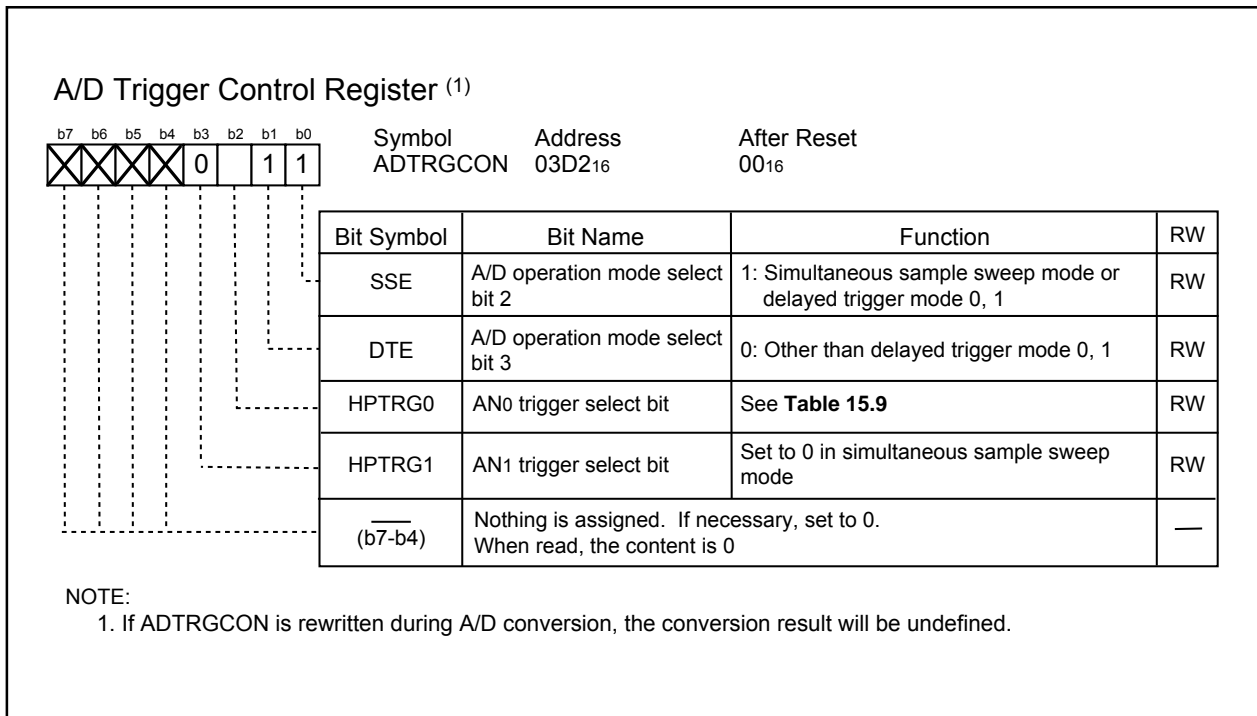 A/D Trigger Control Register (1)
b7 b6 b5 b4 b3 b2 b1 b0
Symbol Address After Reset
0 1 1
ADTRGCON 03D216 0016
Bit Symbol Bit Name Function RW
SSE
A/D operation mode select
bit 2
1: Simultaneous sample sweep mode or
delayed trigger mode 0, 1
RW
DTE
A/D operation mode select
bit 3
0: Other than delayed trigger mode 0, 1
RW
HPTRG0 AN0 trigger select bit See Table 15.9 RW
HPTRG1 AN1 trigger select bit
Set to 0 in simultaneous sample sweep
mode
RW
(b7-b4)
Nothing is assigned. If necessary, set to 0.
When read, the content is 0
—
NOTE:
1. If ADTRGCON is rewritten during A/D conversion, the conversion result will be undefined.